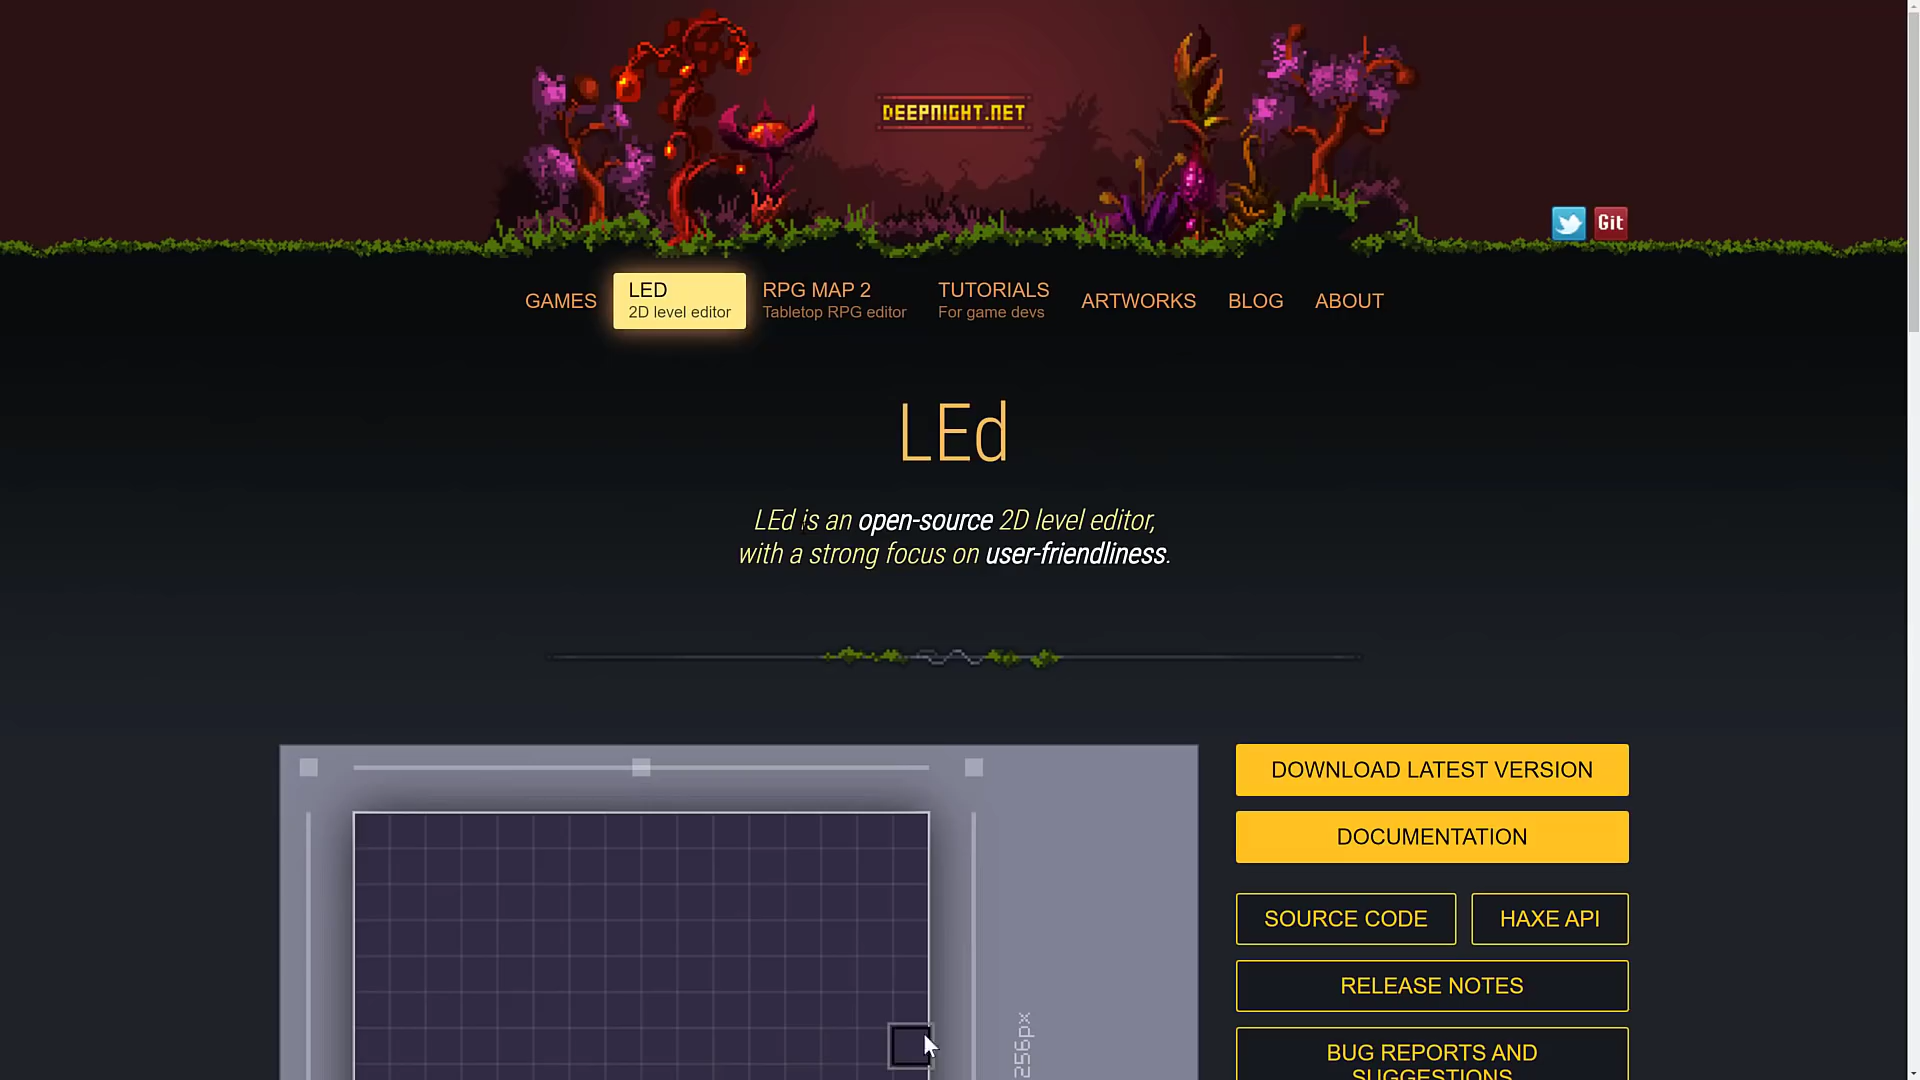 DEEPNIGHT.NET
Git
GAMES
LED
2D level editor
RPG MAP 2
Tabletop RPG editor
TUTORIALS
For game devs
ARTWORKS
BLOG
ABOUT
LEd
LEd is an open-source 2D level editor,
with a strong focus on user-friendliness.
DOWNLOAD LATEST VERSION
DOCUMENTATION
SOURCE CODE
HAXE API
RELEASE NOTES
BUG REPORTS AND
SUGGESTIONS
256px